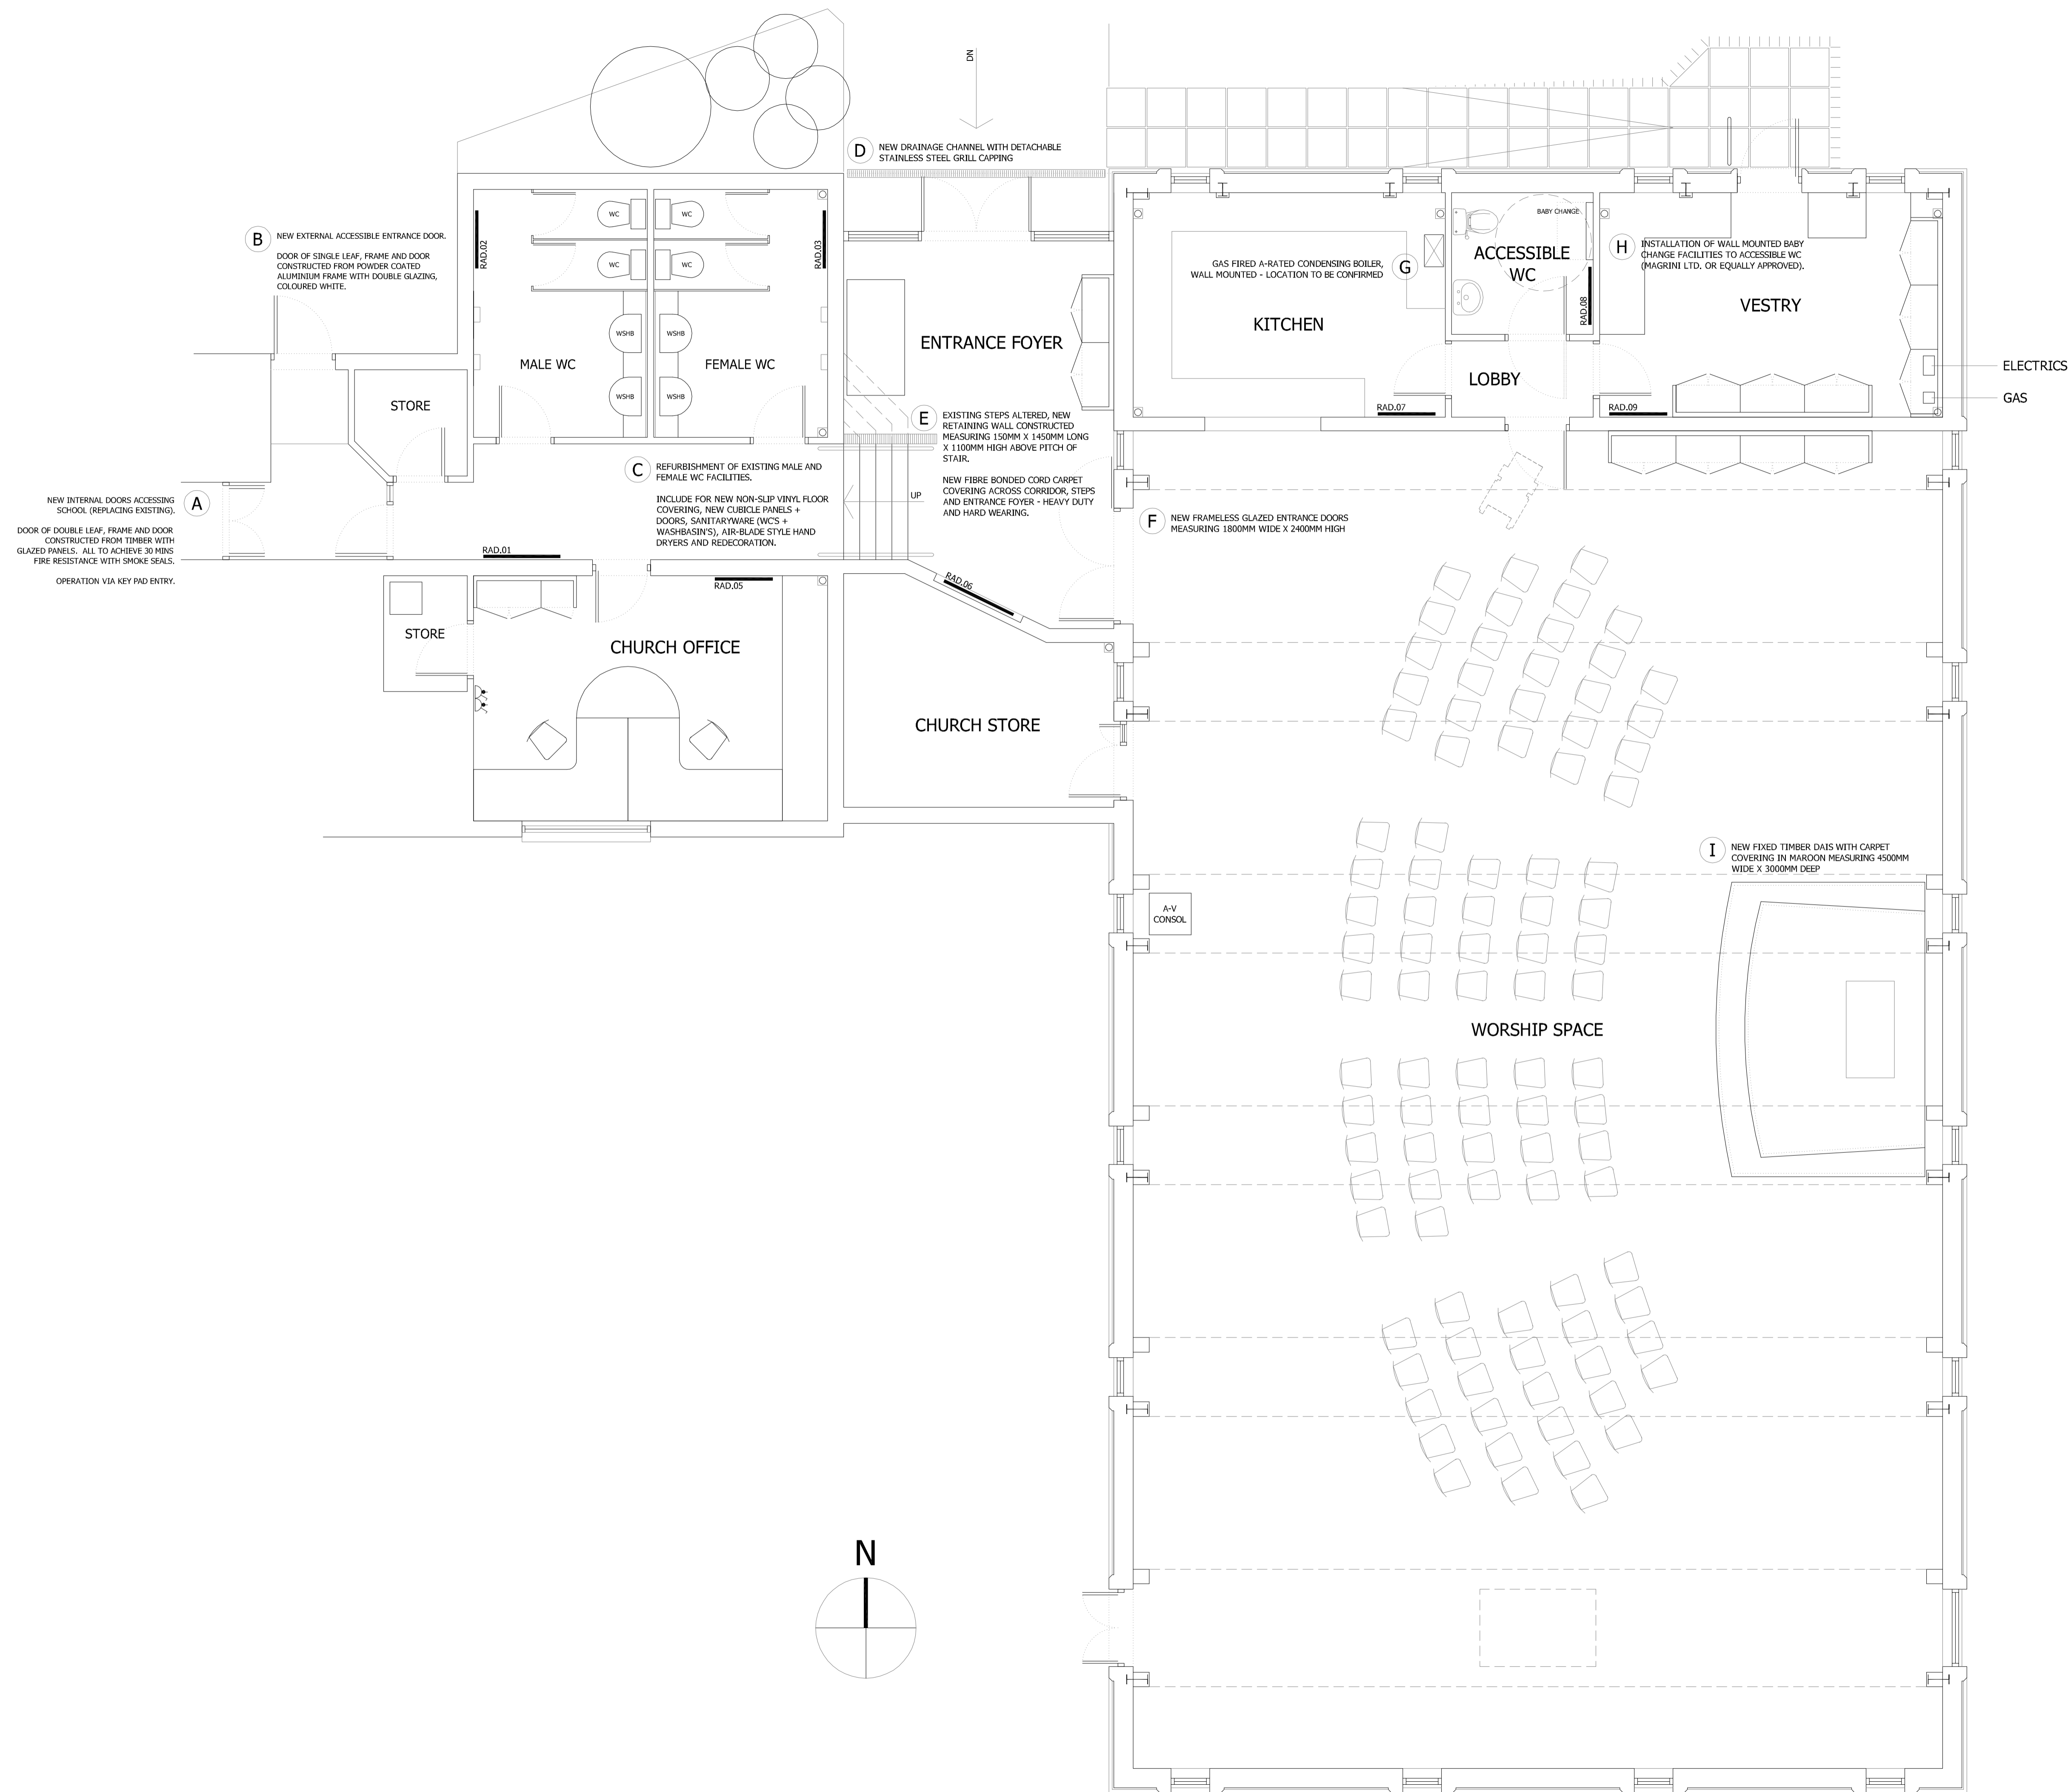 DN
D
NEW DRAINAGE CHANNEL WITH DETACHABLE
STAINLESS STEEL GRILL CAPPING
B
NEW EXTERNAL ACCESSIBLE ENTRANCE DOOR.
DOOR OF SINGLE LEAF, FRAME AND DOOR
CONSTRUCTED FROM POWDER COATED
ALUMINIUM FRAME WITH DOUBLE GLAZING,
COLOURED WHITE.
RAD.02
WC
WC
WC
WC
RAD.03
WSHB
WSHB
WSHB
WSHB
MALE WC
FEMALE WC
STORE
ENTRANCE FOYER
GAS FIRED A-RATED CONDENSING BOILER,
WALL MOUNTED - LOCATION TO BE CONFIRMED
G
KITCHEN
BABY CHANGE
ACCESSIBLE
WC
RAD.08
H
INSTALLATION OF WALL MOUNTED BABY
CHANGE FACILITIES TO ACCESSIBLE WC
(MAGRINI LTD. OR EQUALLY APPROVED).
VESTRY
ELECTRICS
GAS
LOBBY
RAD.07
RAD.09
E
EXISTING STEPS ALTERED, NEW
RETAINING WALL CONSTRUCTED
MEASURING 150MM X 1450MM LONG
X 1100MM HIGH ABOVE PITCH OF
STAIR.
NEW FIBRE BONDED CORD CARPET
COVERING ACROSS CORRIDOR, STEPS
AND ENTRANCE FOYER - HEAVY DUTY
AND HARD WEARING.
C
REFURBISHMENT OF EXISTING MALE AND
FEMALE WC FACILITIES.
INCLUDE FOR NEW NON-SLIP VINYL FLOOR
COVERING, NEW CUBICLE PANELS +
DOORS, SANITARYWARE (WC'S +
WASHBASIN'S), AIR-BLADE STYLE HAND
DRYERS AND REDECORATION.
UP
A
NEW INTERNAL DOORS ACCESSING
SCHOOL (REPLACING EXISTING).
DOOR OF DOUBLE LEAF, FRAME AND DOOR
CONSTRUCTED FROM TIMBER WITH
GLAZED PANELS. ALL TO ACHIEVE 30 MINS
FIRE RESISTANCE WITH SMOKE SEALS.
OPERATION VIA KEY PAD ENTRY.
F
NEW FRAMELESS GLAZED ENTRANCE DOORS
MEASURING 1800MM WIDE X 2400MM HIGH
RAD.01
RAD.05
RAD.06
STORE
CHURCH OFFICE
CHURCH STORE
I
NEW FIXED TIMBER DAIS WITH CARPET
COVERING IN MAROON MEASURING 4500MM
WIDE X 3000MM DEEP
A-V
CONSOL
WORSHIP SPACE
N